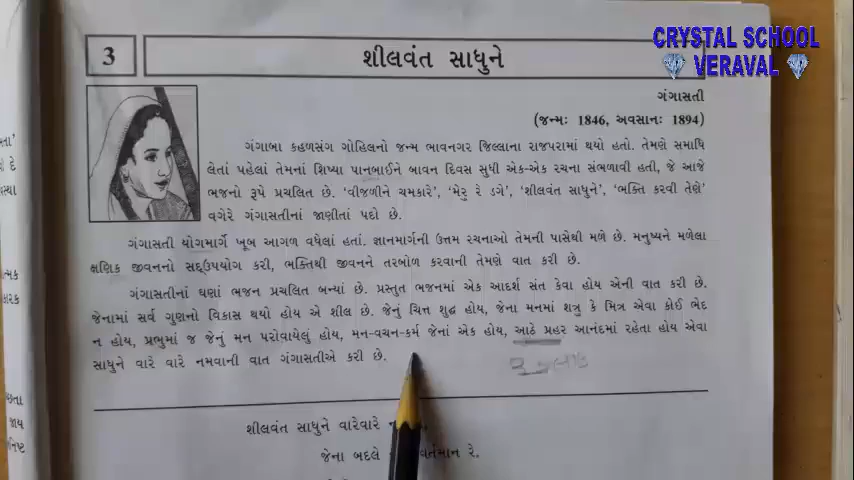 CRYSTAL SCHOOL
VERAVAL
3
શીલવંત સાધુને
ગંગાસતી
(જન્મઃ 1846, અવસાનઃ 1894)
ગંગાબા કહળસંગ ગોહિલનો જન્મ ભાવનગર જિલ્લાના રાજપરામાં થયો હતો. તેમણે સમાધિ
લેતાં પહેલાં તેમનાં શિષ્યા પાનબાઈને બાવન દિવસ સુધી એક-એક રચના સંભળાવી હતી, જે આજે
ભજનો રૂપે પ્રચલિત છે. ‘વીજળીને ચમકારે’, ‘મેરુ રે ડગે’, ‘શીલવંત સાધુને’, ‘ભક્તિ કરવી તેણે’
વગેરે ગંગાસતીનાં જાણીતાં પદો છે.
ગંગાસતી યોગમાર્ગે ખૂબ આગળ વધેલાં હતાં. જ્ઞાનમાર્ગની ઉત્તમ રચનાઓ તેમની પાસેથી મળે છે. મનુષ્યને મળેલા
ક્ષણિક જીવનનો સદ્ઉપયોગ કરી, ભક્તિથી જીવનને તરબોળ કરવાની તેમણે વાત કરી છે.
ગંગાસતીનાં ઘણાં ભજન પ્રચલિત બન્યાં છે. પ્રસ્તુત ભજનમાં એક આદર્શ સંત કેવા હોય એની વાત કરી છે.
જેનામાં સર્વ ગુણનો વિકાસ થયો હોય એ શીલ છે. જેનું ચિત્ત શુદ્ધ હોય, જેના મનમાં શત્રુ કે મિત્ર એવા કોઈ ભેદ
ન હોય, પ્રભુમાં જ જેનું મન પરોવાયેલું હોય, મન-વચન-કર્મ જેનાં એક હોય, આઠે પ્રહર આનંદમાં રહેતા હોય એવા
સાધુને વારે વારે નમવાની વાત ગંગાસતીએ કરી છે.
શીલવંત સાધુને વારેવારે
જેના બદલે વર્તમાન રે.